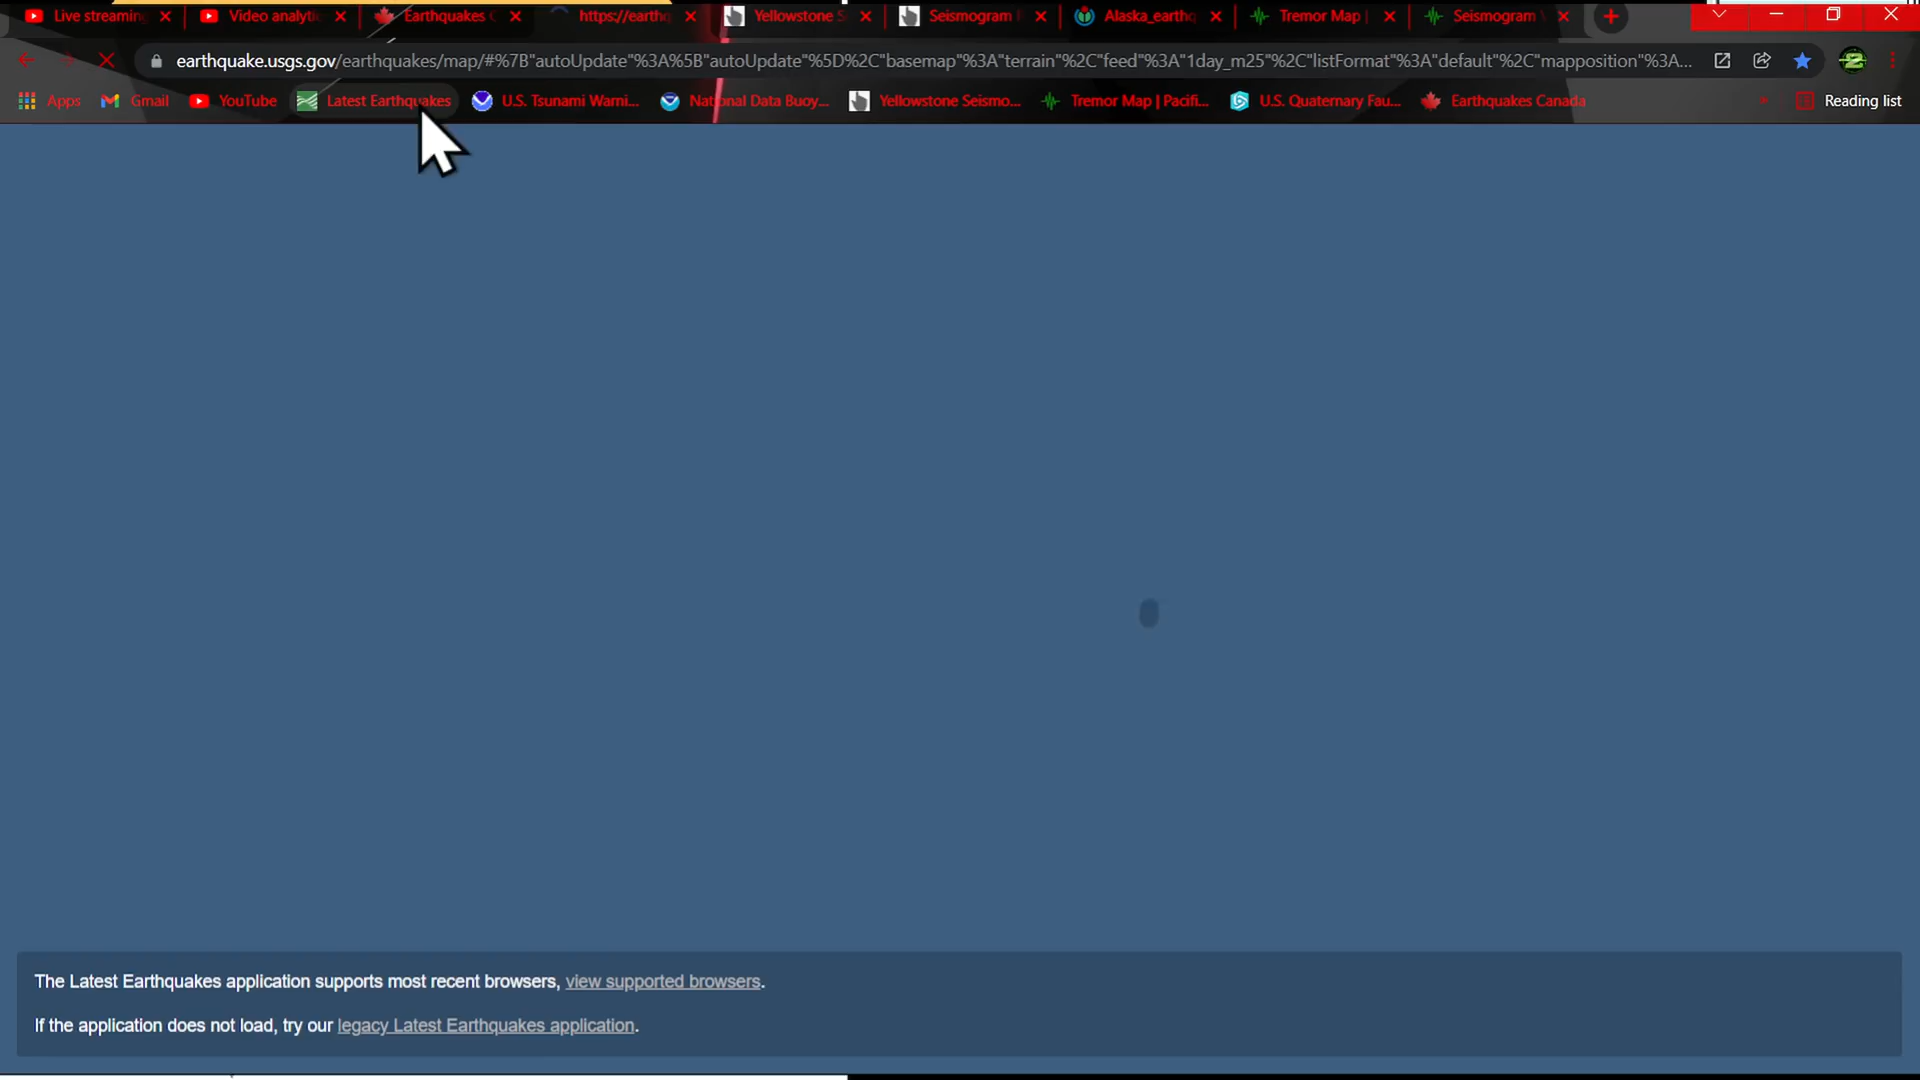 Live streaming
Video analyti
Earthquakes C
https://earthq
Yellowstone S
Seismogram
Alaska_earthq
Tremor Map |
Seismogram V
earthquake.usgs.gov/earthquakes/map/#%7B"autoUpdate"%3A%5B"autoUpdate"%5D%2C"basemap"%3A"terrain"%2C"feed"%3A"1day_m25"%2C"listFormat"%3A"default"%2C"mapposition"%3A...
Apps
Gmail
YouTube
Latest Earthquakes
U.S. Tsunami Warni...
National Data Buoy...
Yellowstone Seismo...
Tremor Map | Pacifi...
U.S. Quaternary Fau...
Earthquakes Canada
Reading list
The Latest Earthquakes application supports most recent browsers, view supported browsers.
If the application does not load, try our legacy Latest Earthquakes application.